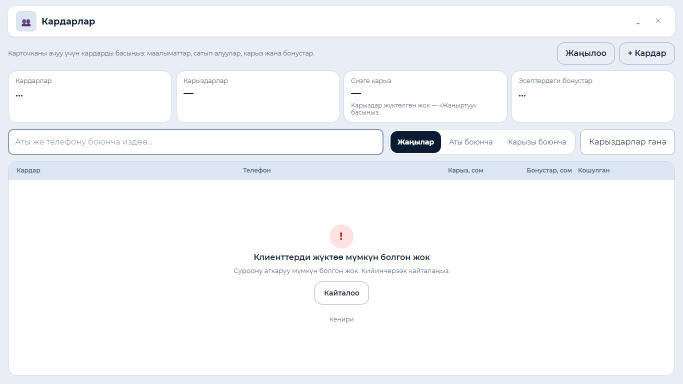 Кардарлар
Карточканы ачуу үчүн кардарды басыңыз: маалыматтар, сатып алуулар, карыз жана бонустар.
Жаңылоо
+ Кардар
Кардарлар
...
Карыздарлар
—
Сизге карыз
—
Карыздар жүктөлгөн жок — «Жаңыртуу»
басыңыз.
Эсептердеги бонустар
...
Аты же телефону боюнча издөө...
Жаңылар
Аты боюнча
Карызы боюнча
Карыздарлар гана
Кардар
Телефон
Карыз, сом
Бонустар, сом
Кошулган
!
Клиенттерди жүктөө мүмкүн болгон жок
Суроону аткаруу мүмкүн болгон жок. Кийинчерээк кайталаңыз.
Кайталоо
Кеңири